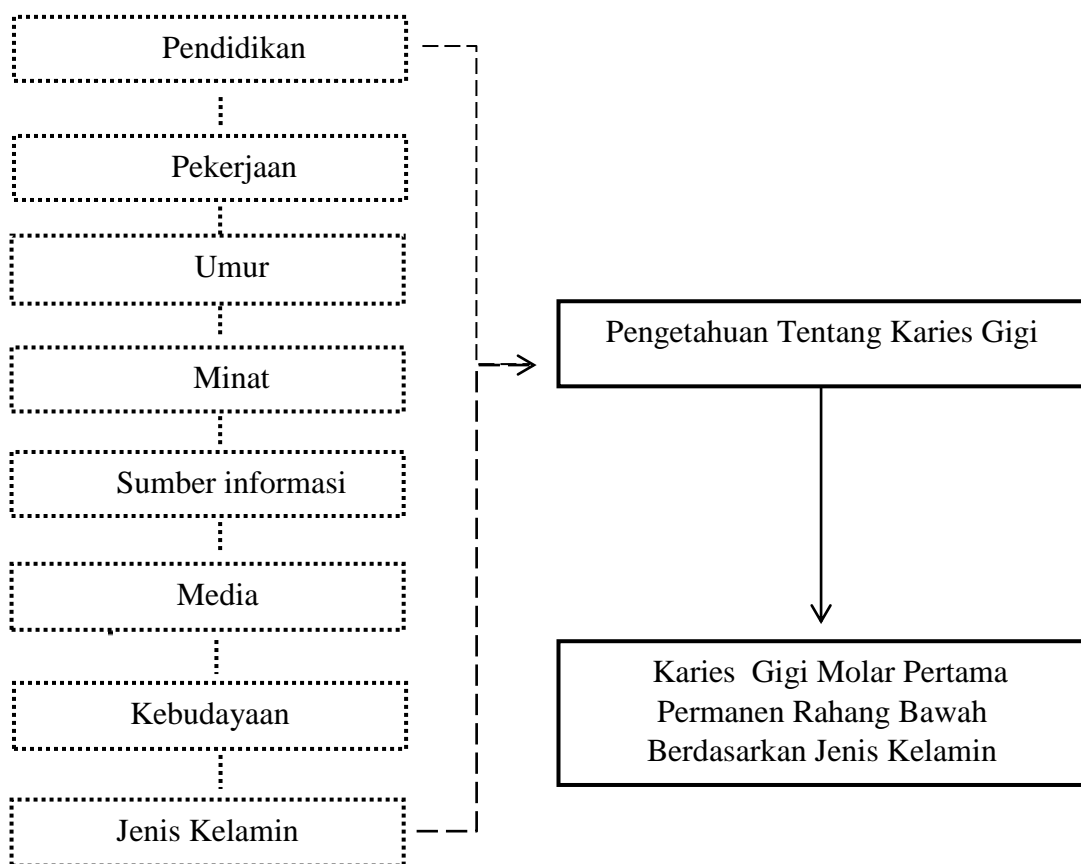 Pendidikan
Pekerjaan
Umur
Minat
Sumber informasi
Media
Kebudayaan
Jenis Kelamin
Pengetahuan Tentang Karies Gigi
Karies Gigi Molar Pertama
Permanen Rahang Bawah
Berdasarkan Jenis Kelamin